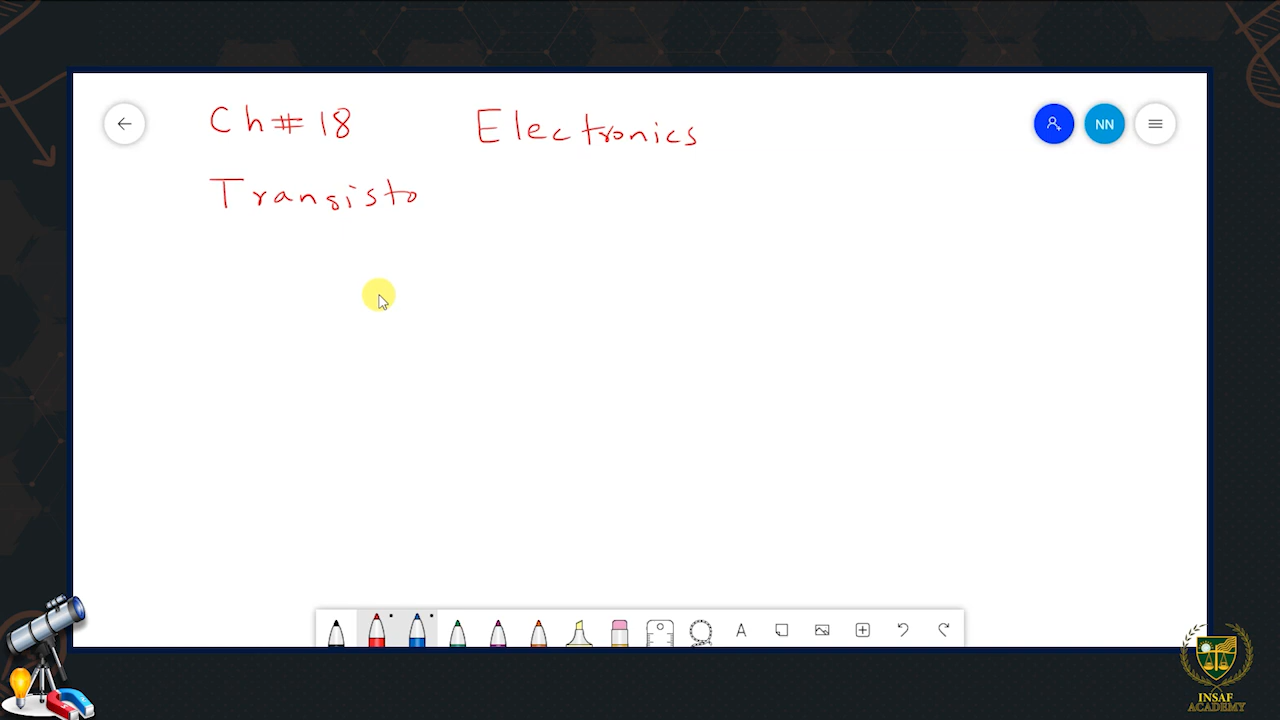 Ch# 18 Electronics
NN
Transisto
A
INSAF
ACADEMY